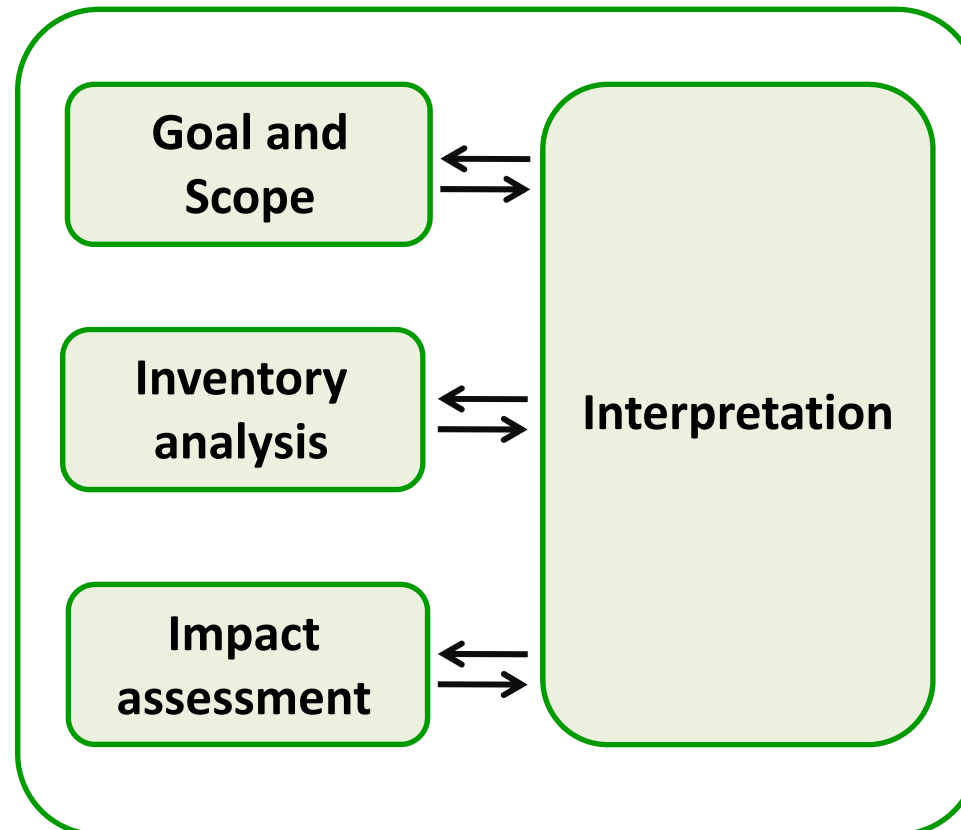 Goal and
Scope
Inventory
analysis
Interpretation
Impact
assessment